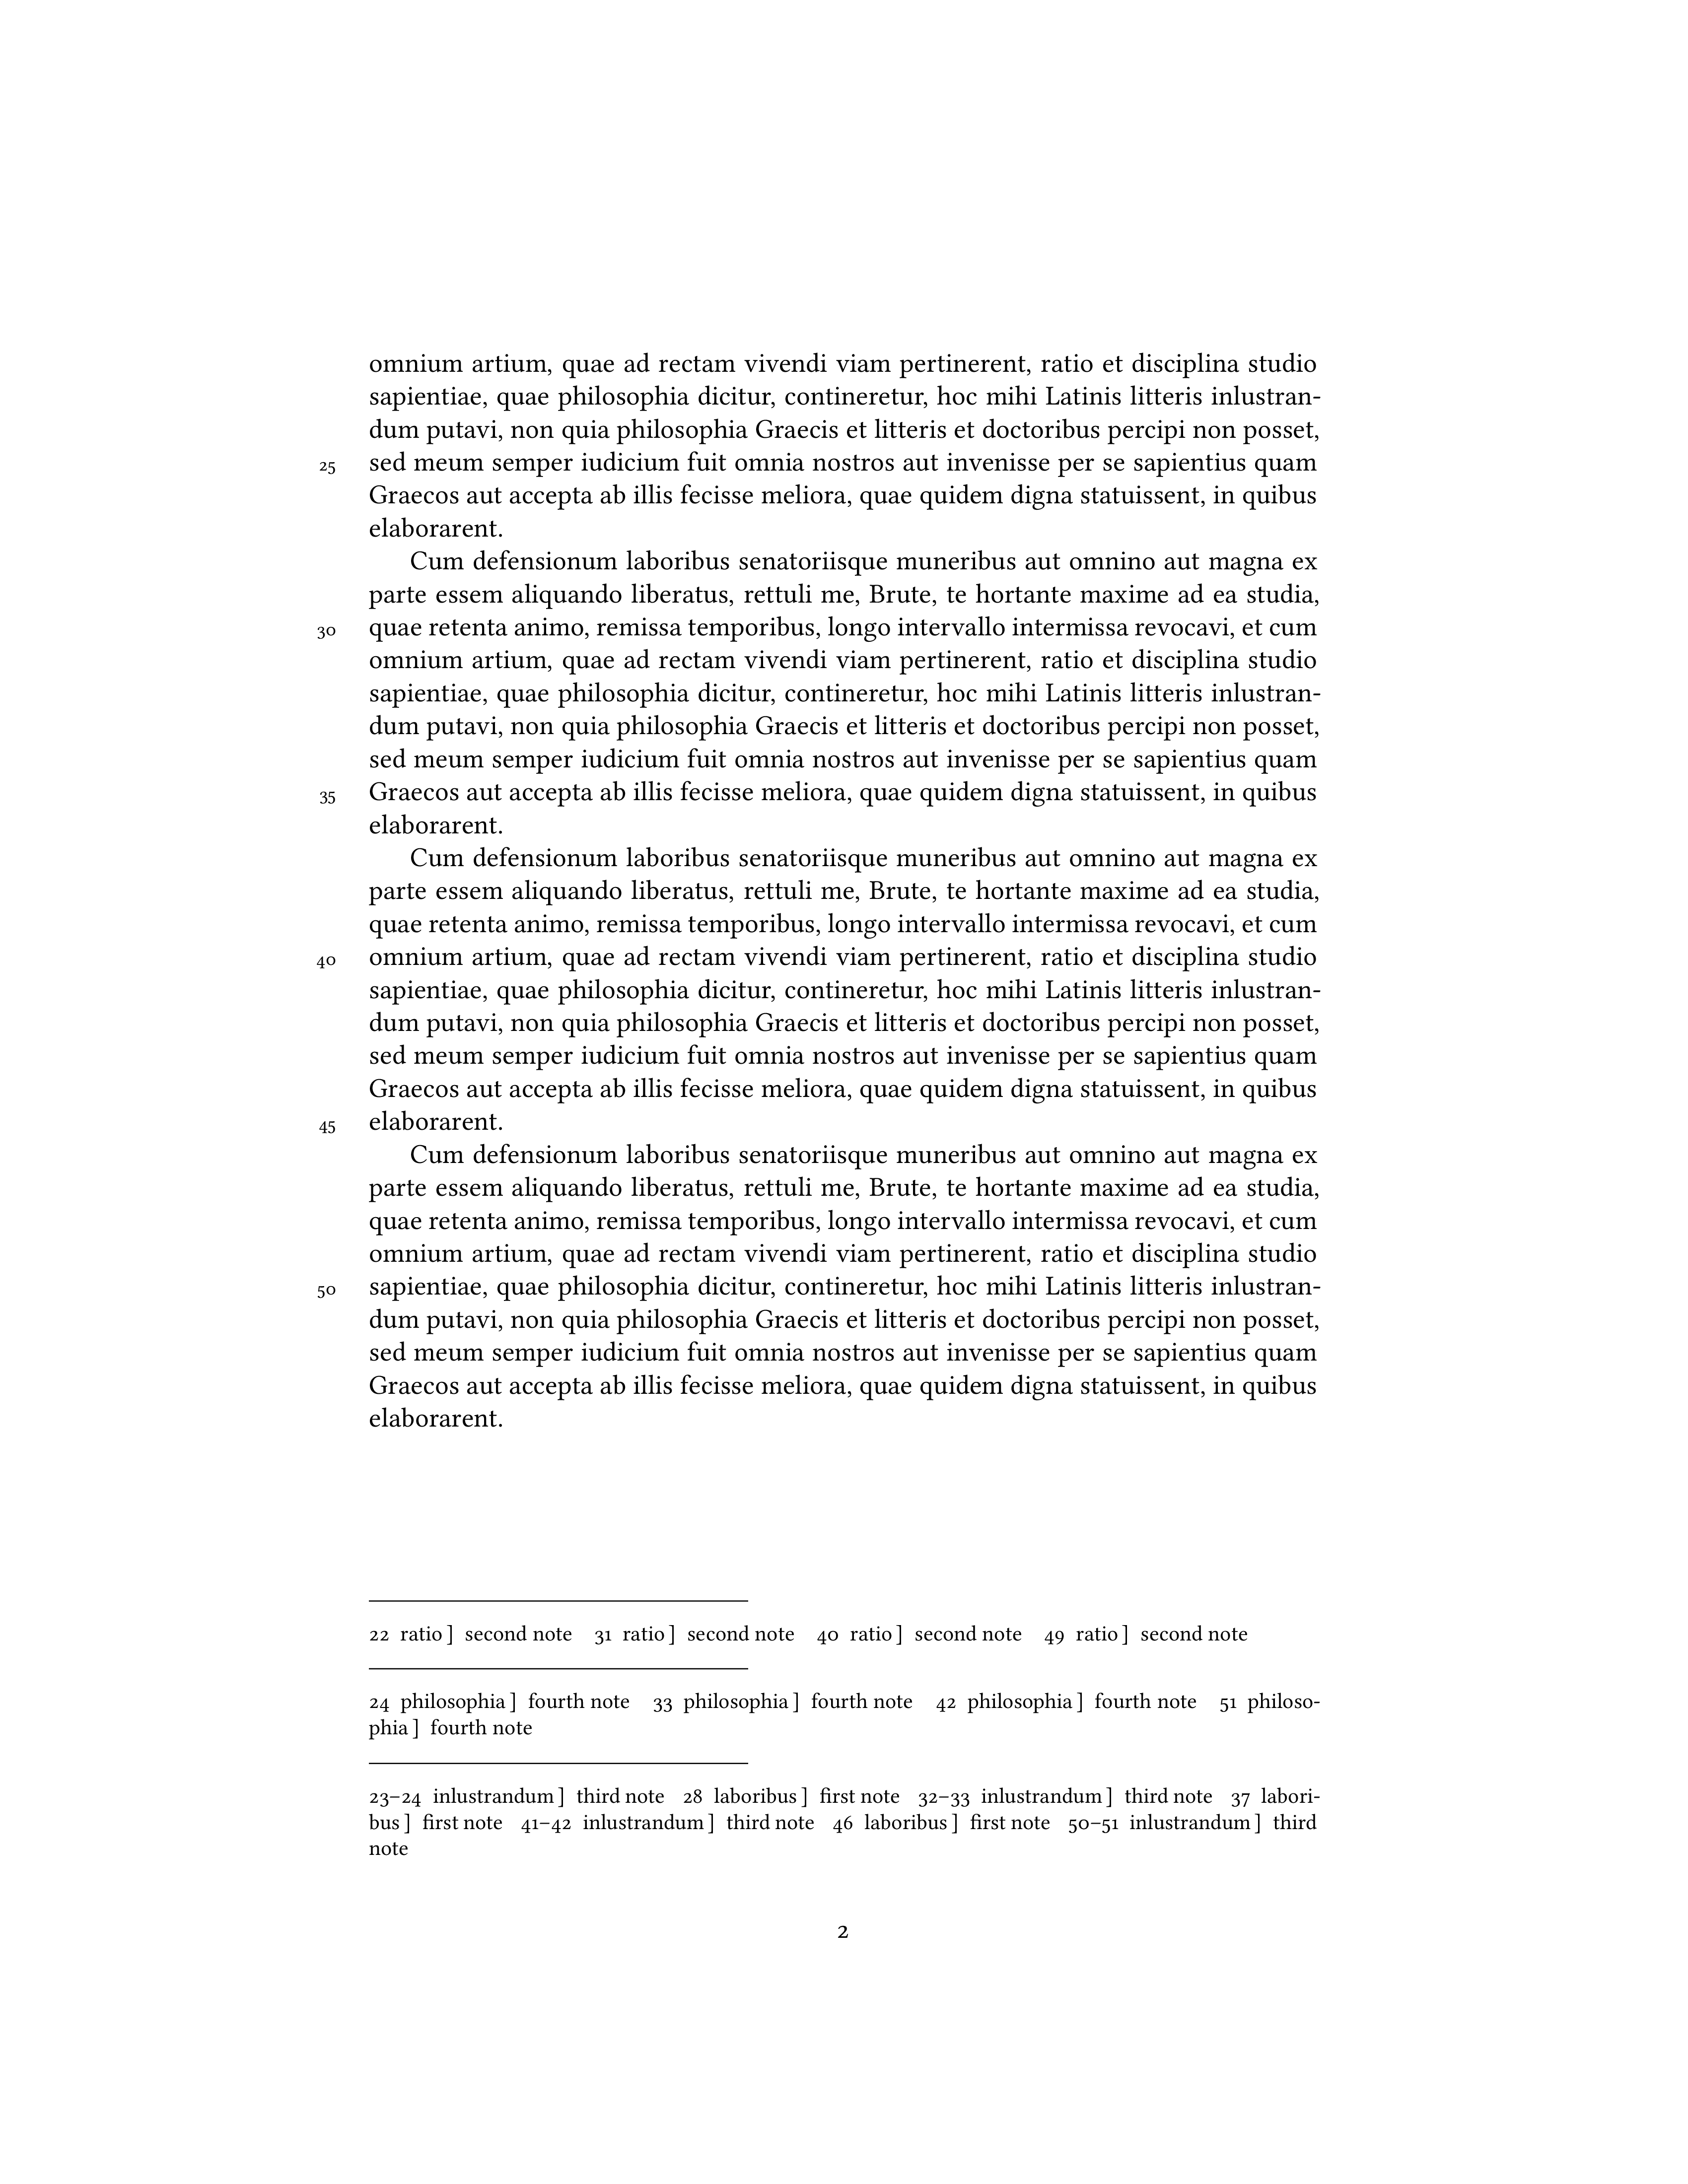 omnium artium, quae ad rectam vivendi viam pertinerent, ratio et disciplina studio
sapientiae, quae philosophia dicitur, contineretur, hoc mihi Latinis litteris inlustran-
dum putavi, non quia philosophia Graecis et litteris et doctoribus percipi non posset,
25 sed meum semper iudicium fuit omnia nostros aut invenisse per se sapientius quam
Graecos aut accepta ab illis fecisse meliora, quae quidem digna statuissent, in quibus
elaborarent.
Cum defensionum laboribus senatoriisque muneribus aut omnino aut magna ex
parte essem aliquando liberatus, rettuli me, Brute, te hortante maxime ad ea studia,
30 quae retenta animo, remissa temporibus, longo intervallo intermissa revocavi, et cum
omnium artium, quae ad rectam vivendi viam pertinerent, ratio et disciplina studio
sapientiae, quae philosophia dicitur, contineretur, hoc mihi Latinis litteris inlustran-
dum putavi, non quia philosophia Graecis et litteris et doctoribus percipi non posset,
sed meum semper iudicium fuit omnia nostros aut invenisse per se sapientius quam
35 Graecos aut accepta ab illis fecisse meliora, quae quidem digna statuissent, in quibus
elaborarent.
Cum defensionum laboribus senatoriisque muneribus aut omnino aut magna ex
parte essem aliquando liberatus, rettuli me, Brute, te hortante maxime ad ea studia,
quae retenta animo, remissa temporibus, longo intervallo intermissa revocavi, et cum
40 omnium artium, quae ad rectam vivendi viam pertinerent, ratio et disciplina studio
sapientiae, quae philosophia dicitur, contineretur, hoc mihi Latinis litteris inlustran-
dum putavi, non quia philosophia Graecis et litteris et doctoribus percipi non posset,
sed meum semper iudicium fuit omnia nostros aut invenisse per se sapientius quam
Graecos aut accepta ab illis fecisse meliora, quae quidem digna statuissent, in quibus
45 elaborarent.
Cum defensionum laboribus senatoriisque muneribus aut omnino aut magna ex
parte essem aliquando liberatus, rettuli me, Brute, te hortante maxime ad ea studia,
quae retenta animo, remissa temporibus, longo intervallo intermissa revocavi, et cum
omnium artium, quae ad rectam vivendi viam pertinerent, ratio et disciplina studio
50 sapientiae, quae philosophia dicitur, contineretur, hoc mihi Latinis litteris inlustran-
dum putavi, non quia philosophia Graecis et litteris et doctoribus percipi non posset,
sed meum semper iudicium fuit omnia nostros aut invenisse per se sapientius quam
Graecos aut accepta ab illis fecisse meliora, quae quidem digna statuissent, in quibus
elaborarent.
22 ratio ] second note 31 ratio ] second note 40 ratio ] second note 49 ratio ] second note
24 philosophia ] fourth note 33 philosophia ] fourth note 42 philosophia ] fourth note 51 philoso-
phia ] fourth note
23–24 inlustrandum ] third note 28 laboribus ] first note 32–33 inlustrandum ] third note 37 labori-
bus ] first note 41–42 inlustrandum ] third note 46 laboribus ] first note 50–51 inlustrandum ] third
note
2